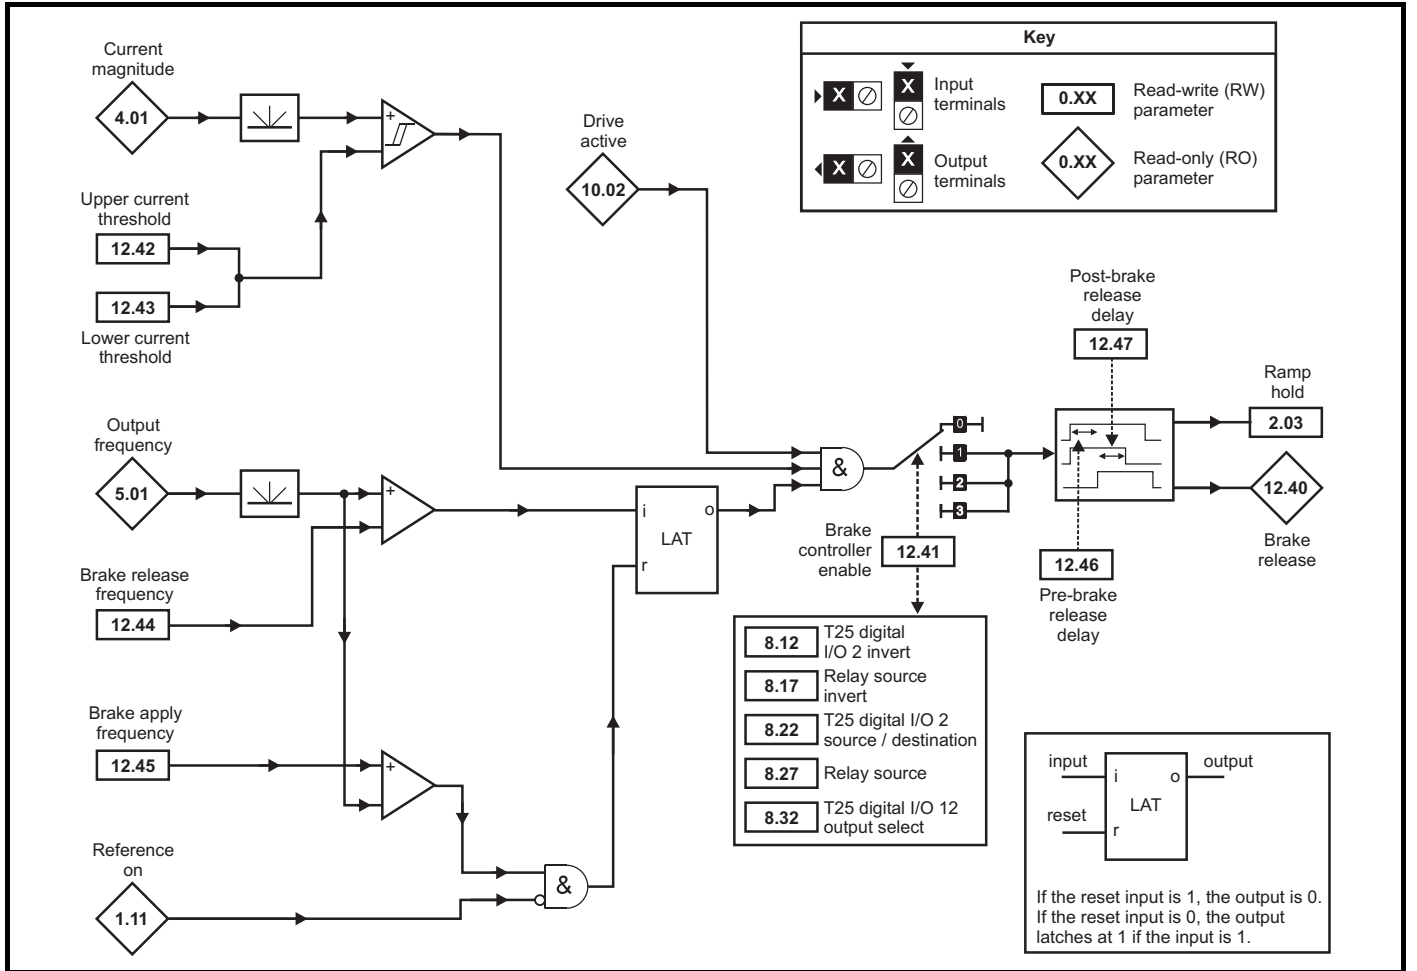 Current
magnitude
4.01
+
Upper current
threshold
12.42
12.43
Lower current
threshold
Drive
active
10.02
Key
X
X
Input
terminals
X
X
Output
terminals
0.XX
Read-write (RW)
parameter
0.XX
Read-only (RO)
parameter
Output
frequency
5.01
+
Brake release
frequency
12.44
Brake apply
frequency
12.45
+
Reference
on
1.11
&
i
o
LAT
r
&
0
1
2
3
Brake
controller
enable
12.41
8.12
T25 digital
I/O 2 invert
8.17
Relay source
invert
8.22
T25 digital I/O 2
source / destination
8.27
Relay source
8.32
T25 digital I/O 12
output select
Post-brake
release
delay
12.47
12.46
Pre-brake
release
delay
Ramp
hold
2.03
12.40
Brake
release
input
i
o
output
LAT
reset
r
If the reset input is 1, the output is 0.
If the reset input is 0, the output
latches at 1 if the input is 1.